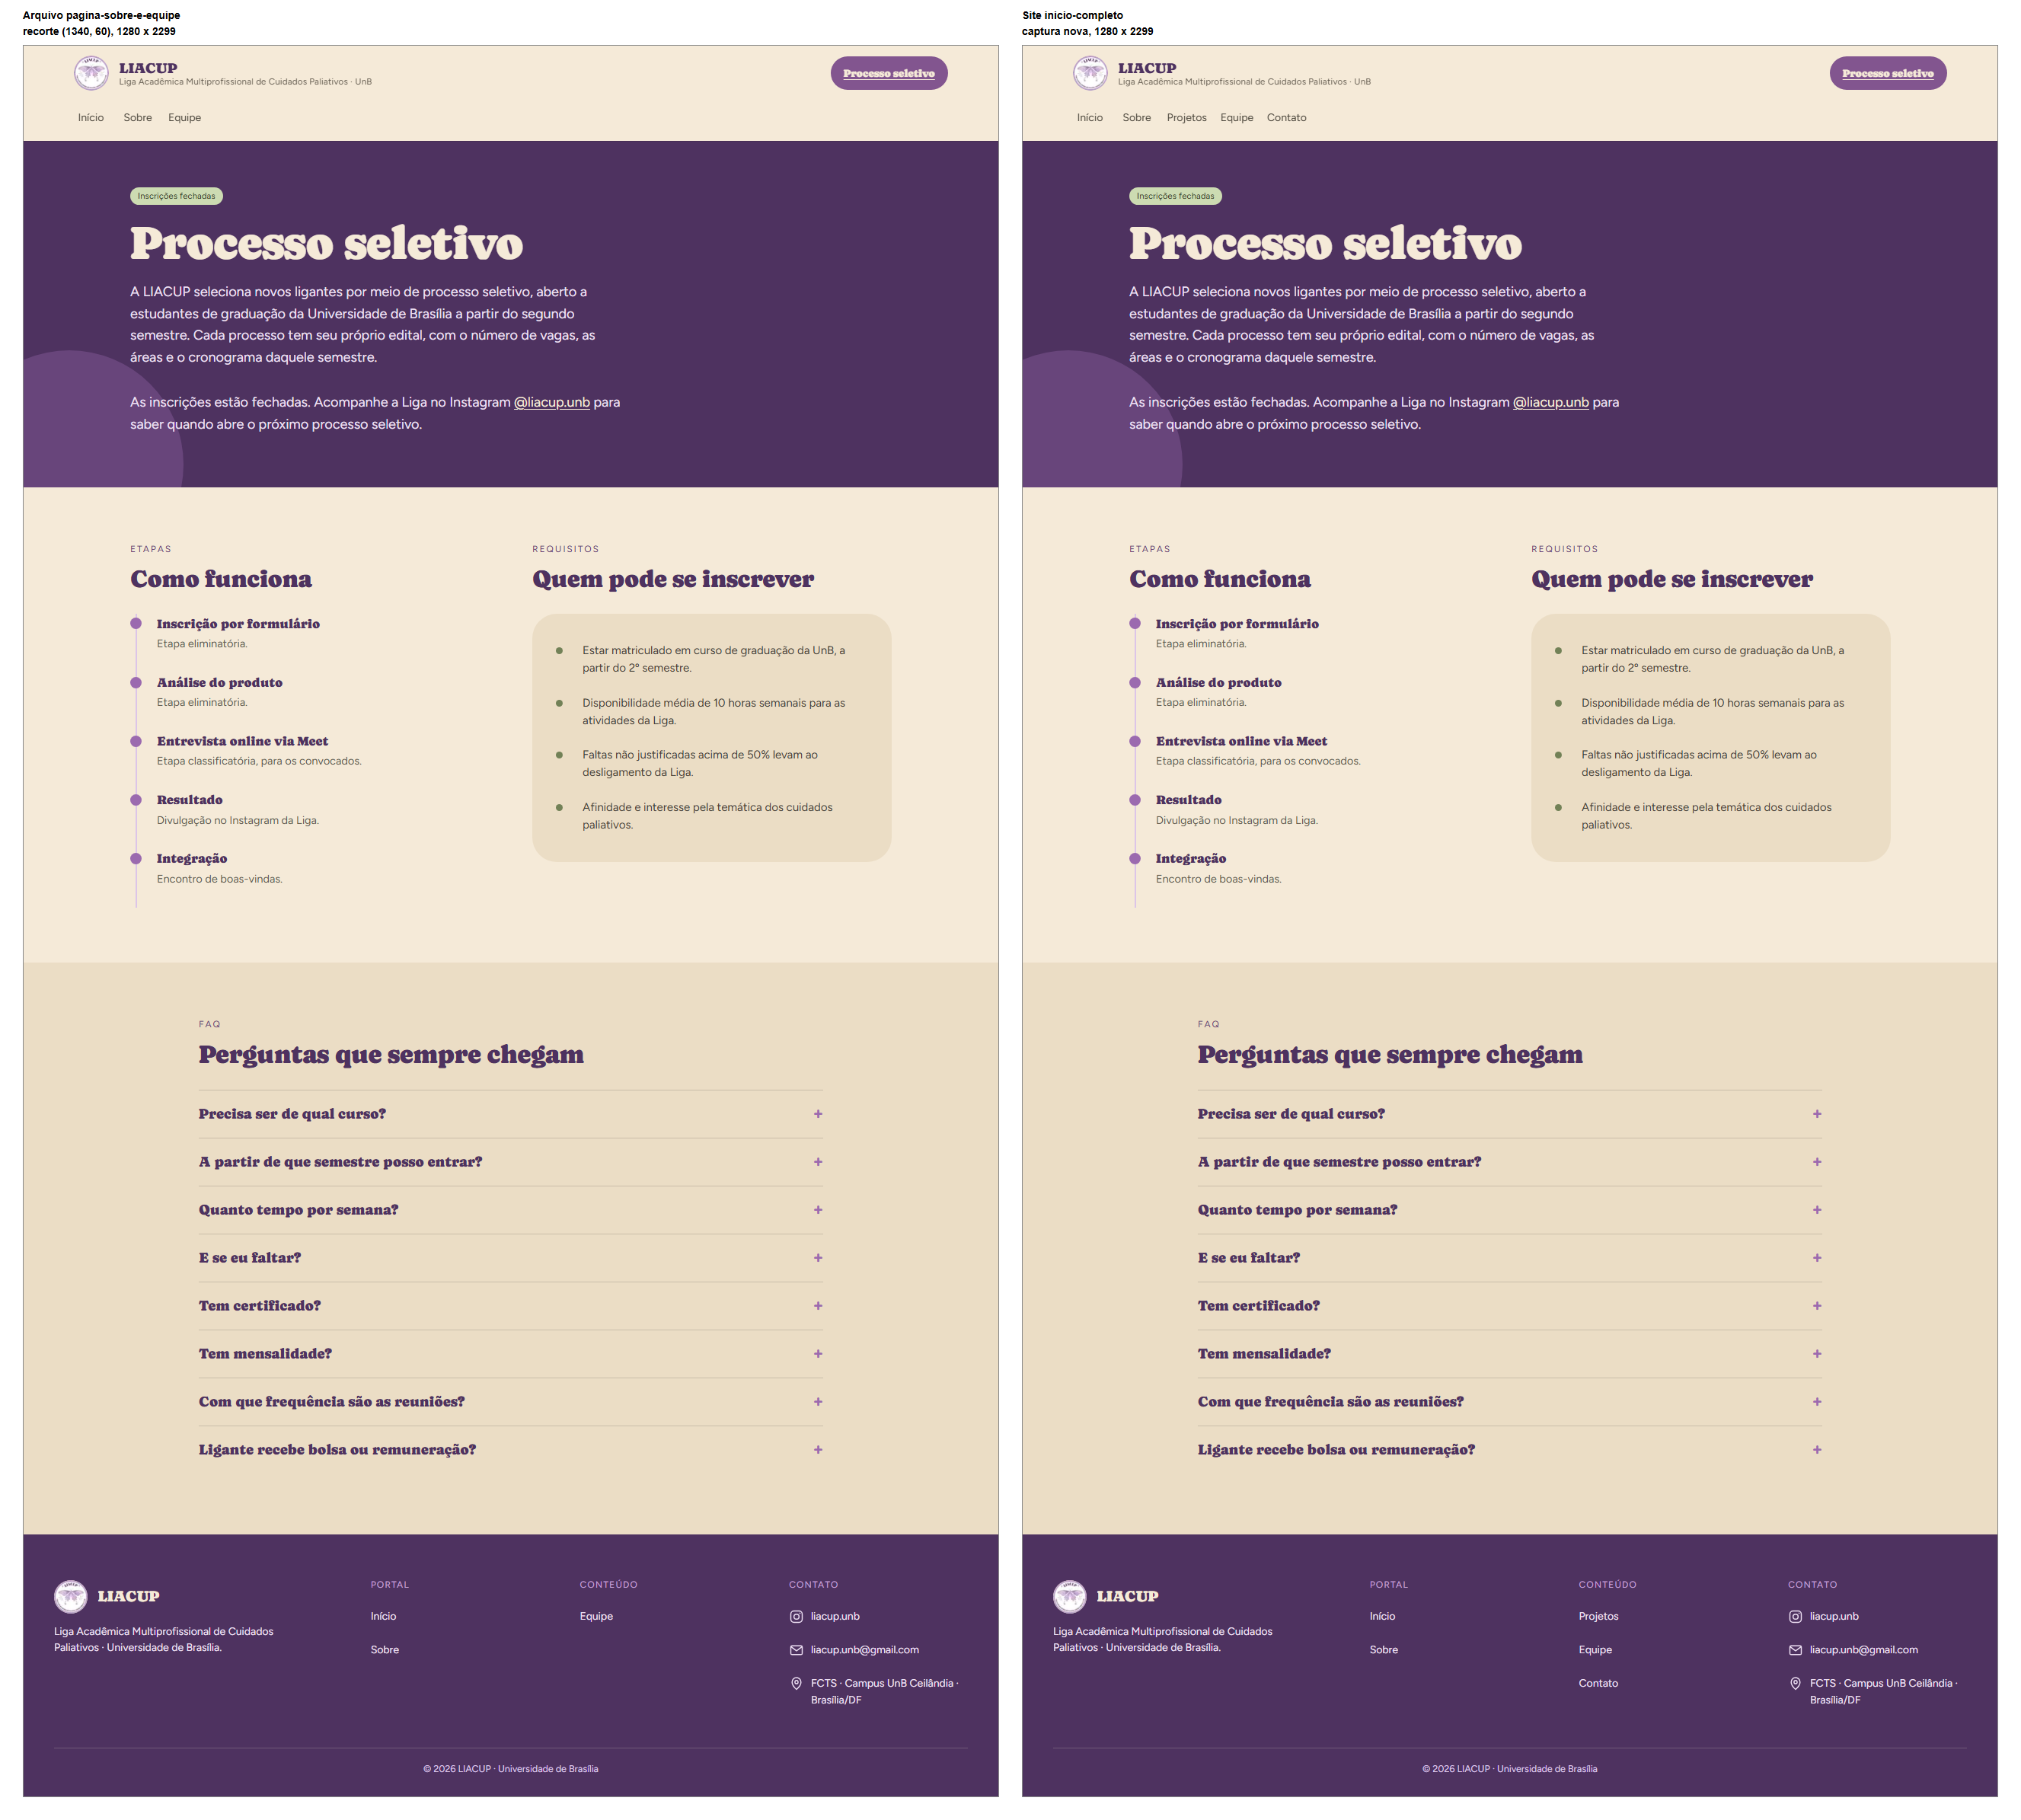 Arquivo pagina-sobre-e-equipe
recorte (1340, 60), 1280 x 2299
LIACUP
Liga Acadêmica Multiprofissional de Cuidados Paliativos · UnB
Processo seletivo
Início Sobre Equipe
Inscrições fechadas
Processo seletivo
A LIACUP seleciona novos ligantes por meio de processo seletivo, aberto a
estudantes de graduação da Universidade de Brasília a partir do segundo
semestre. Cada processo tem seu próprio edital, com o número de vagas, as
áreas e o cronograma daquele semestre.
As inscrições estão fechadas. Acompanhe a Liga no Instagram @liacup.unb para
saber quando abre o próximo processo seletivo.
ETAPAS
Como funciona
Inscrição por formulário
Etapa eliminatória.
Análise do produto
Etapa eliminatória.
Entrevista online via Meet
Etapa classificatória, para os convocados.
Resultado
Divulgação no Instagram da Liga.
Integração
Encontro de boas-vindas.
REQUISITOS
Quem pode se inscrever
Estar matriculado em curso de graduação da UnB, a
partir do 2º semestre.
Disponibilidade média de 10 horas semanais para as
atividades da Liga.
Faltas não justificadas acima de 50% levam ao
desligamento da Liga.
Afinidade e interesse pela temática dos cuidados
paliativos.
FAQ
Perguntas que sempre chegam
Precisa ser de qual curso? +
A partir de que semestre posso entrar? +
Quanto tempo por semana? +
E se eu faltar? +
Tem certificado? +
Tem mensalidade? +
Com que frequência são as reuniões? +
Ligante recebe bolsa ou remuneração? +
LIACUP
Liga Acadêmica Multiprofissional de Cuidados
Paliativos · Universidade de Brasília.
PORTAL
Início
Sobre
CONTEÚDO
Equipe
CONTATO
liacup.unb
liacup.unb@gmail.com
FCTS · Campus UnB Ceilândia ·
Brasília/DF
© 2026 LIACUP · Universidade de Brasília
Site inicio-completo
captura nova, 1280 x 2299
LIACUP
Liga Acadêmica Multiprofissional de Cuidados Paliativos · UnB
Processo seletivo
Início Sobre Projetos Equipe Contato
Inscrições fechadas
Processo seletivo
A LIACUP seleciona novos ligantes por meio de processo seletivo, aberto a
estudantes de graduação da Universidade de Brasília a partir do segundo
semestre. Cada processo tem seu próprio edital, com o número de vagas, as
áreas e o cronograma daquele semestre.
As inscrições estão fechadas. Acompanhe a Liga no Instagram @liacup.unb para
saber quando abre o próximo processo seletivo.
ETAPAS
Como funciona
Inscrição por formulário
Etapa eliminatória.
Análise do produto
Etapa eliminatória.
Entrevista online via Meet
Etapa classificatória, para os convocados.
Resultado
Divulgação no Instagram da Liga.
Integração
Encontro de boas-vindas.
REQUISITOS
Quem pode se inscrever
Estar matriculado em curso de graduação da UnB, a
partir do 2º semestre.
Disponibilidade média de 10 horas semanais para as
atividades da Liga.
Faltas não justificadas acima de 50% levam ao
desligamento da Liga.
Afinidade e interesse pela temática dos cuidados
paliativos.
FAQ
Perguntas que sempre chegam
Precisa ser de qual curso? +
A partir de que semestre posso entrar? +
Quanto tempo por semana? +
E se eu faltar? +
Tem certificado? +
Tem mensalidade? +
Com que frequência são as reuniões? +
Ligante recebe bolsa ou remuneração? +
LIACUP
Liga Acadêmica Multiprofissional de Cuidados
Paliativos · Universidade de Brasília.
PORTAL
Início
Sobre
CONTEÚDO
Projetos
Equipe
Contato
CONTATO
liacup.unb
liacup.unb@gmail.com
FCTS · Campus UnB Ceilândia ·
Brasília/DF
© 2026 LIACUP · Universidade de Brasília